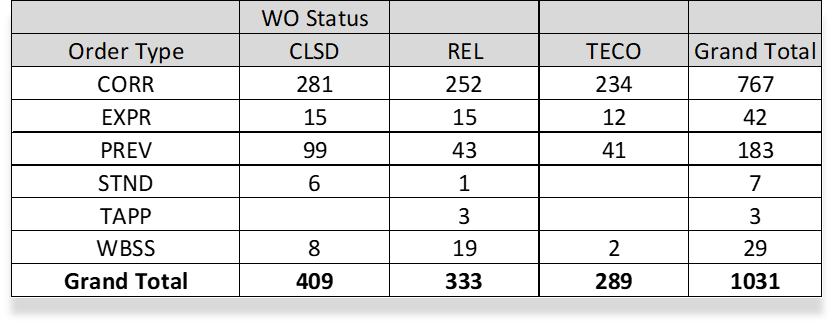 WO Status
Order Type CLSD REL TECO Grand Total
CORR 281 252 234 767
EXPR 15 15 12 42
PREV 99 43 41 183
STND 6 1 7
TAPP 3 3
WBSS 8 19 2 29
Grand Total 409 333 289 1031